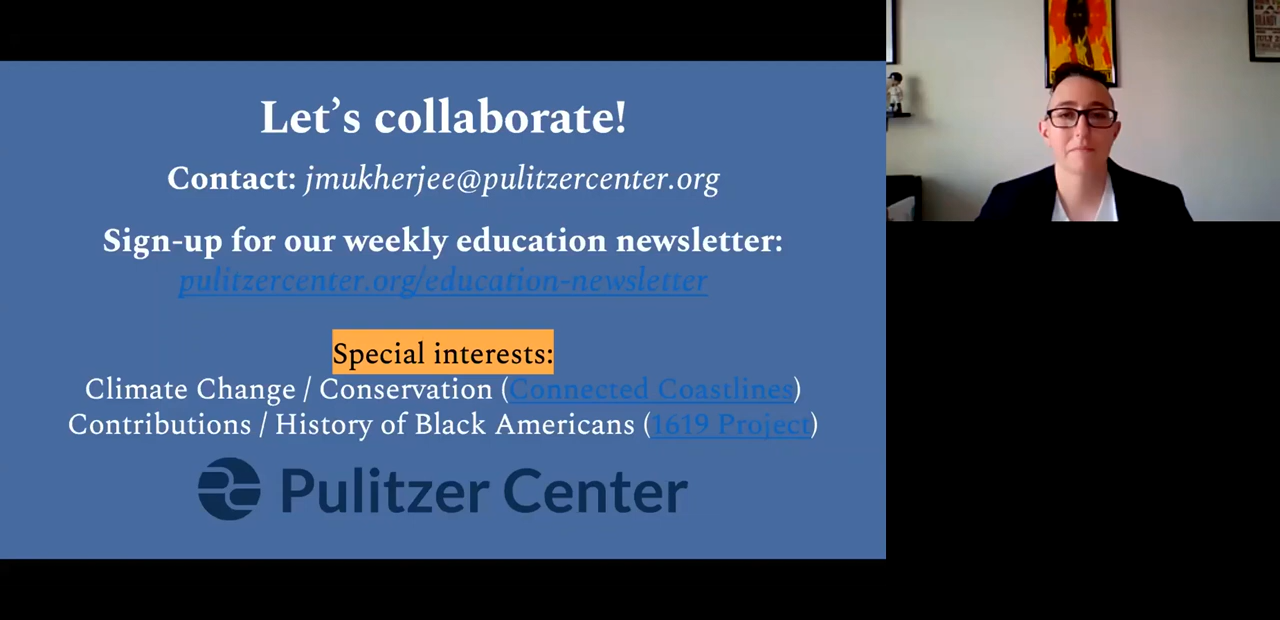 Let’s collaborate!
Contact: jmukherjee@pulitzercenter.org
Sign-up for our weekly education newsletter:
pulitzercenter.org/education-newsletter
Special interests:
Climate Change / Conservation (Connected Coastlines)
Contributions / History of Black Americans (1619 Project)
Pulitzer Center